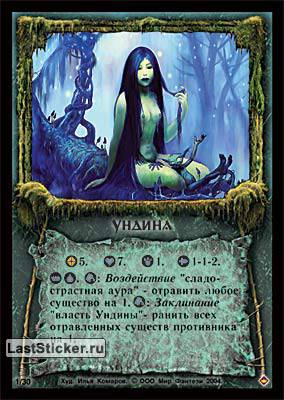 УНДИНА
5. 7. 1. 1-1-2.
Воздействие "сладо-
страстная аура" - отравить любое
существо на 1. Заклинание
"власть Ундины"- ранить всех
отравленных существ противника
LastSticker.ru
1/30 Худ. Илья Комаров. © ООО Мир Фэнтези 2004.